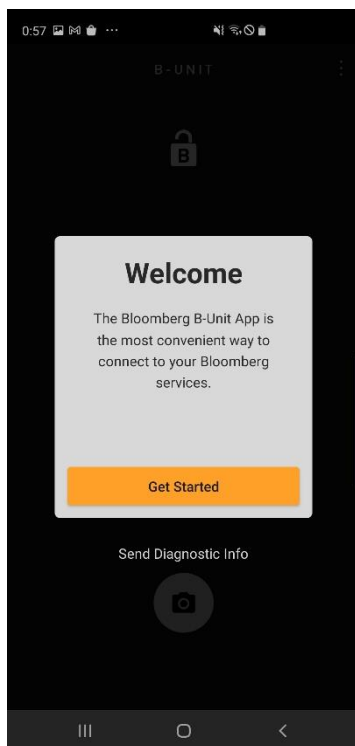 0:57
B-UNIT
B
Welcome
The Bloomberg B-Unit App is
the most convenient way to
connect to your Bloomberg
services.
Get Started
Send Diagnostic Info